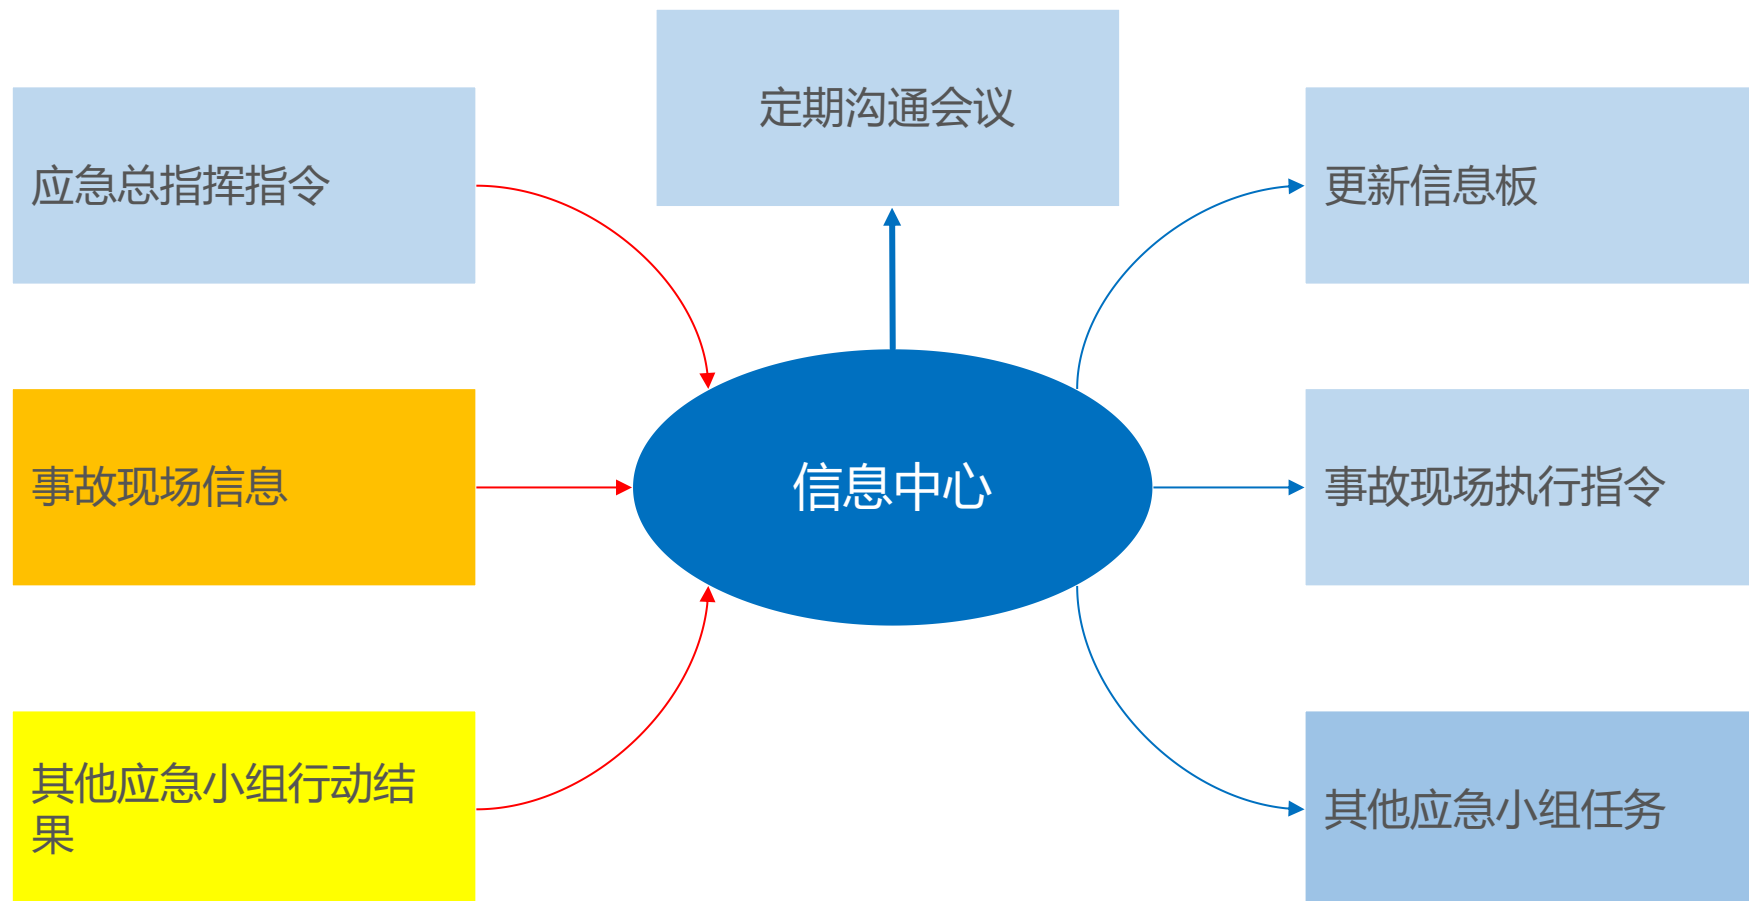 定期沟通会议
应急总指挥指令
更新信息板
事故现场信息
信息中心
事故现场执行指令
其他应急小组行动结
果
其他应急小组任务